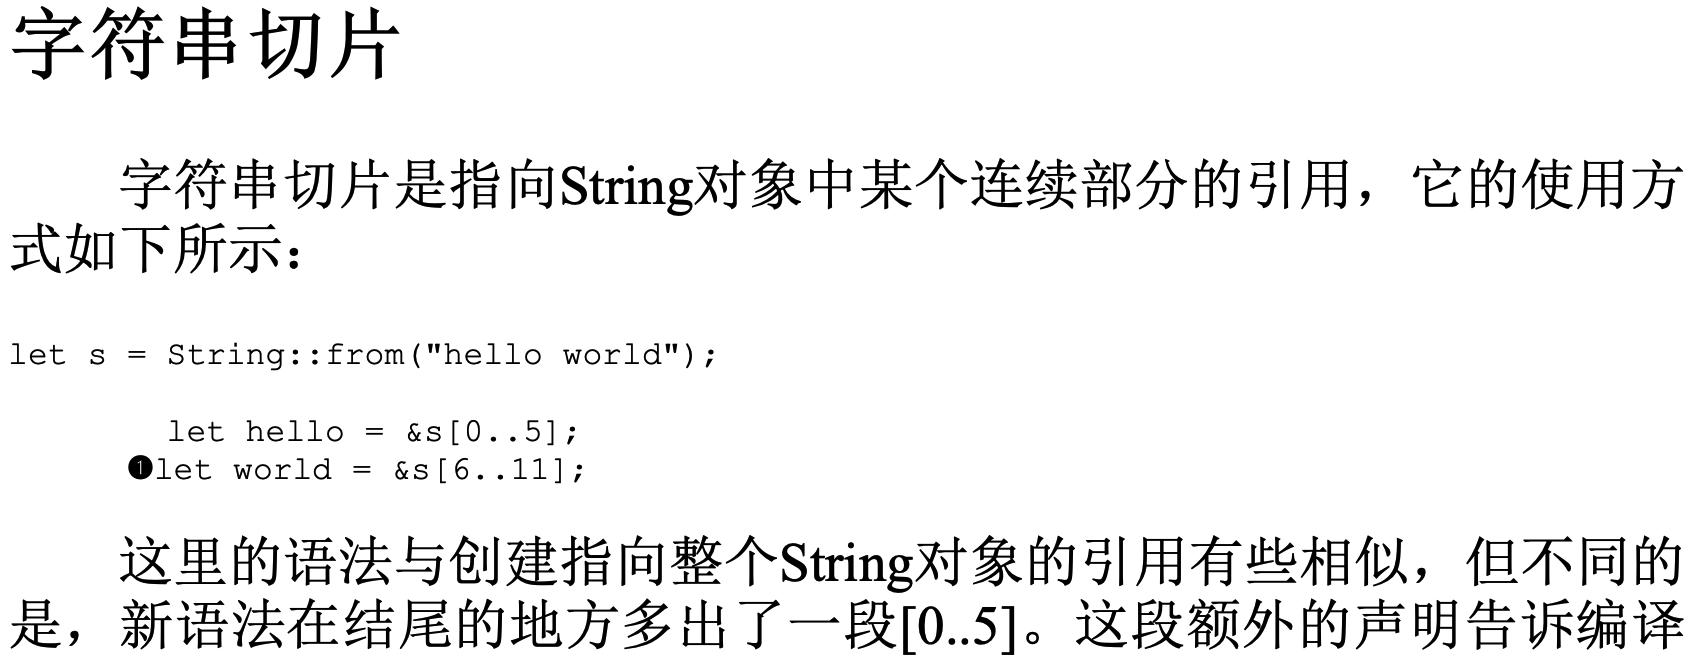 字符串切片
字符串切片是指向String对象中某个连续部分的引用，它的使用方
式如下所示：
let s = String::from("hello world");
let hello = &s[0..5];
❶let world = &s[6..11];
这里的语法与创建指向整个String对象的引用有些相似，但不同的
是，新语法在结尾的地方多出了一段[0..5]。这段额外的声明告诉编译